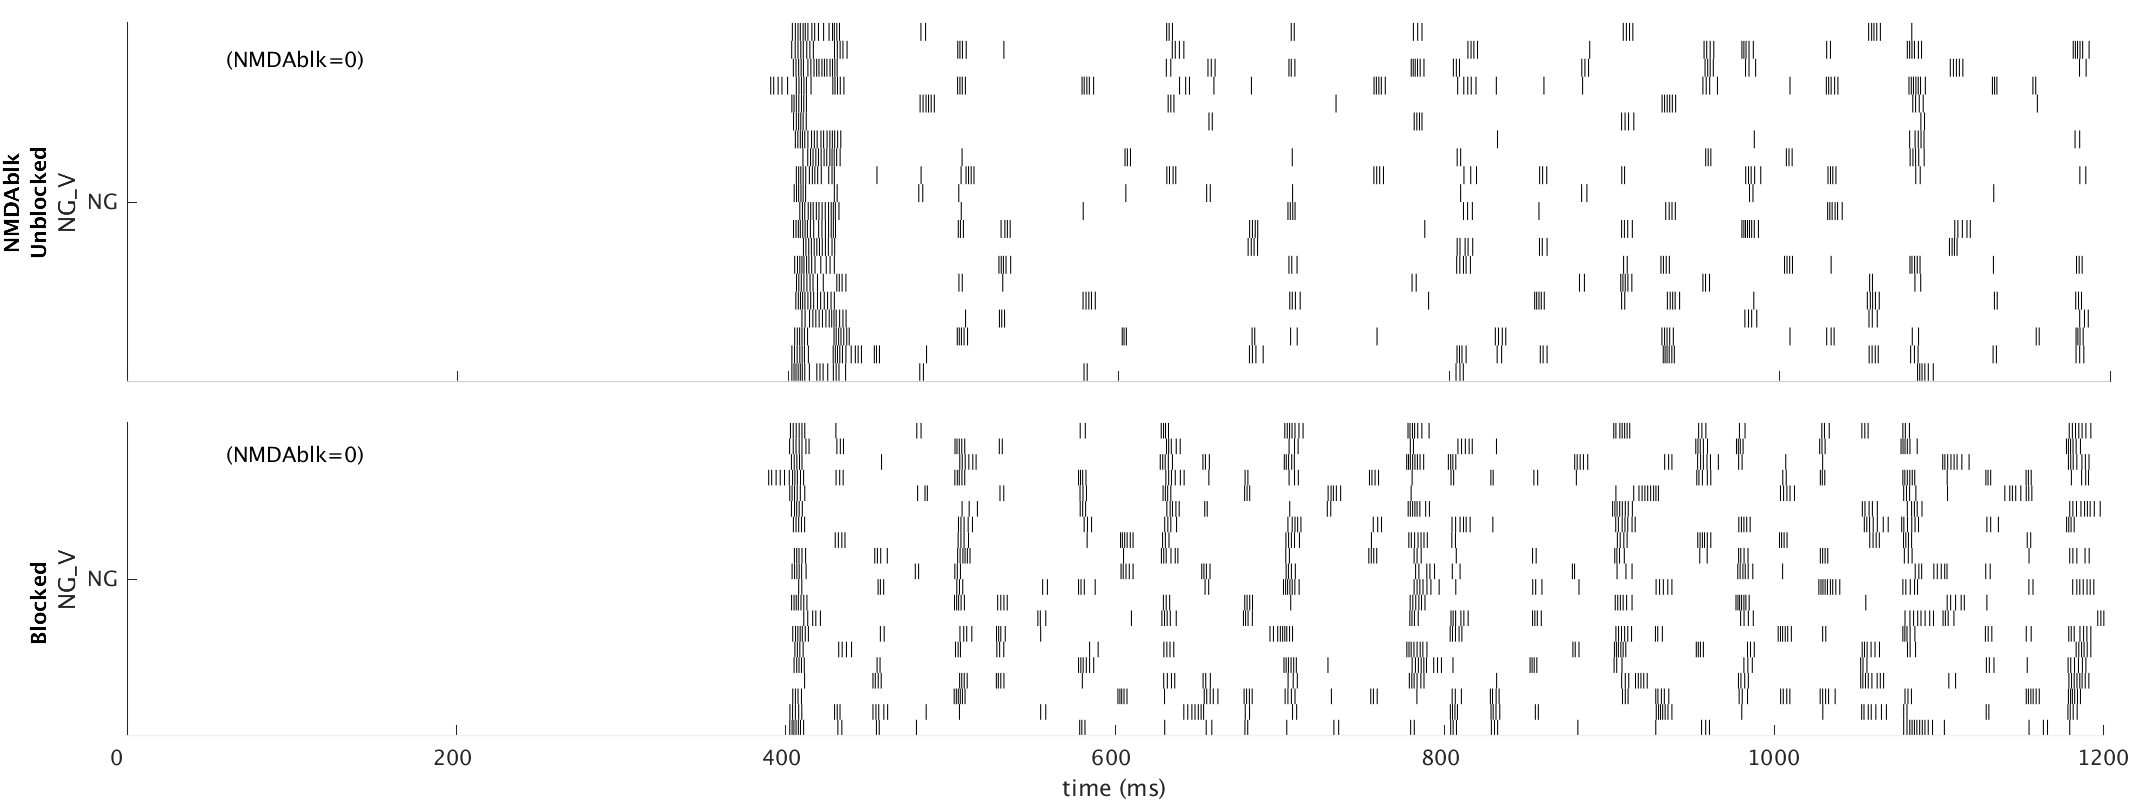 (NMDAblk=0)
NMDAblk
Unblocked
NG_V
NG
(NMDAblk=0)
Blocked
NG_V
NG
0 200 400 600 800 1000 1200
time (ms)